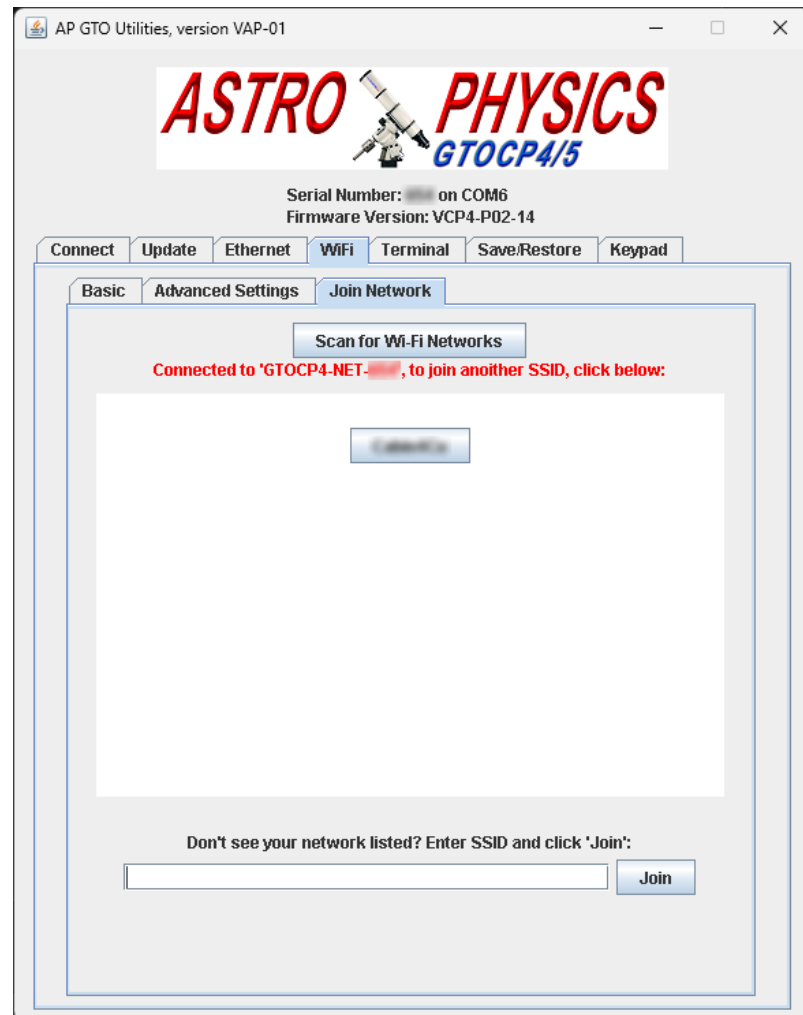 AP GTO Utilities, version VAP-01
ASTRO PHYSICS
GTOCP4/5
Serial Number: on COM6
Firmware Version: VCP4-P02-14
Connect Update Ethernet WiFi Terminal Save/Restore Keypad
Basic Advanced Settings Join Network
Scan for Wi-Fi Networks
Connected to 'GTOCP4-NET- ', to join anoither SSID, click below:
Don't see your network listed? Enter SSID and click 'Join':
Join